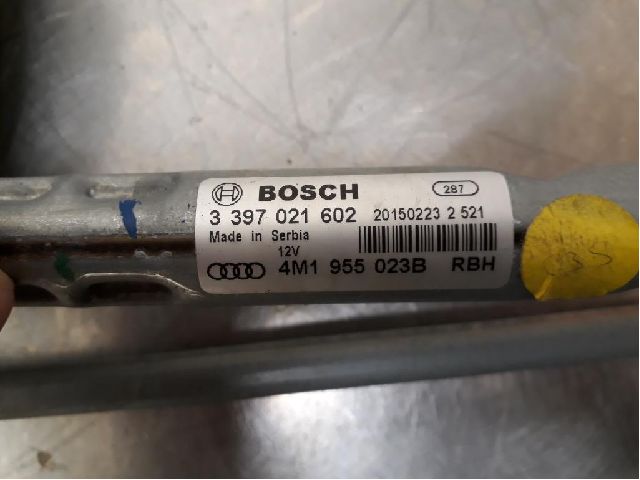 BOSCH 287
3 397 021 602 20150223 2 521
Made in Serbia
12V
4M1 955 023B RBH